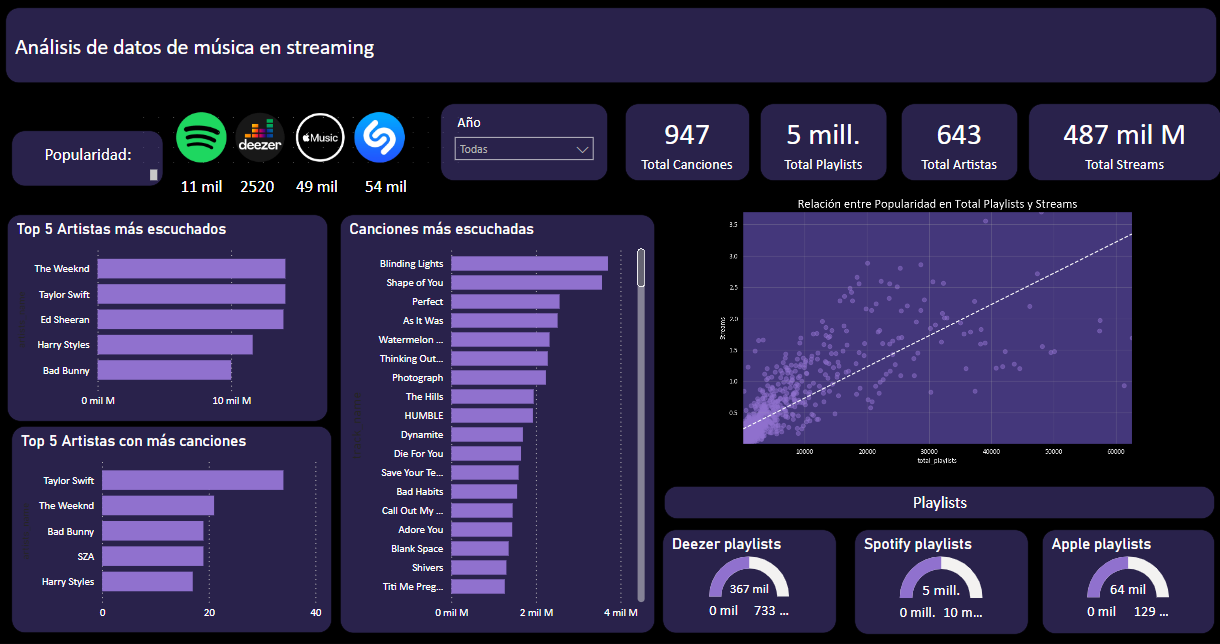 Análisis de datos de música en streaming
Popularidad:
deezer
Music
11 mil
2520
49 mil
54 mil
Año
Todas
947
Total Canciones
5 mill.
Total Playlists
643
Total Artistas
487 mil M
Total Streams
Top 5 Artistas más escuchados
The Weeknd
Taylor Swift
Ed Sheeran
Harry Styles
Bad Bunny
0 mil M
10 mil M
Top 5 Artistas con más canciones
Taylor Swift
The Weeknd
Bad Bunny
SZA
Harry Styles
0
20
40
Canciones más escuchadas
Blinding Lights
Shape of You
Perfect
As It Was
Watermelon ...
Thinking Out...
Photograph
The Hills
HUMBLE
Dynamite
Die For You
Save Your Te...
Bad Habits
Call Out My ...
Adore You
Blank Space
Shivers
Titi Me Preg...
0 mil M
2 mil M
4 mil M
Relación entre Popularidad en Total Playlists y Streams
Streams
3.5
3.0
2.5
2.0
1.5
1.0
0.5
10000
20000
30000
40000
50000
60000
total_playlists
Playlists
Deezer playlists
367 mil
0 mil
733 ...
Spotify playlists
5 mill.
0 mill.
10 m...
Apple playlists
64 mil
0 mil
129 ...